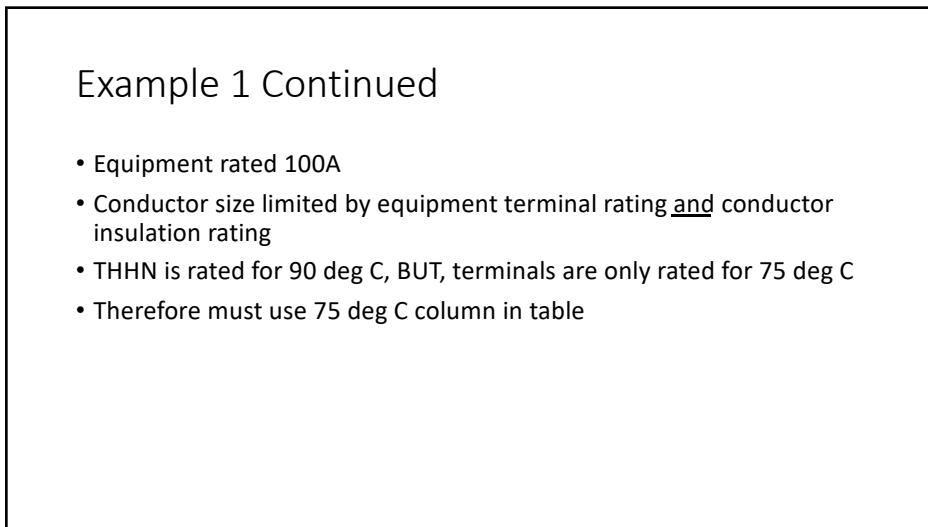 Example 1 Continued
• Equipment rated 100A
• Conductor size limited by equipment terminal rating and conductor
insulation rating
• THHN is rated for 90 deg C, BUT, terminals are only rated for 75 deg C
• Therefore must use 75 deg C column in table